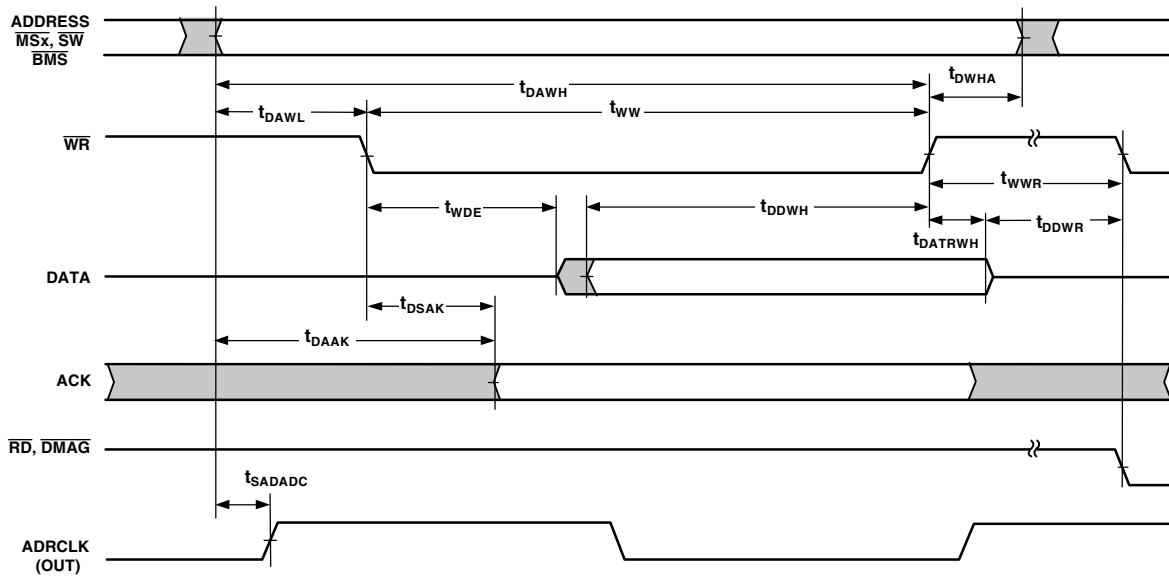 ADDRESS
MSx, SW
BMS
tDAWH
tDWHA
tDAWL
tWW
WR
tWWR
tWDE
tDDWH
tDATRWH
tDDWR
DATA
tDSAK
tDAAK
ACK
RD, DMAG
tSADADC
ADRCLK
(OUT)